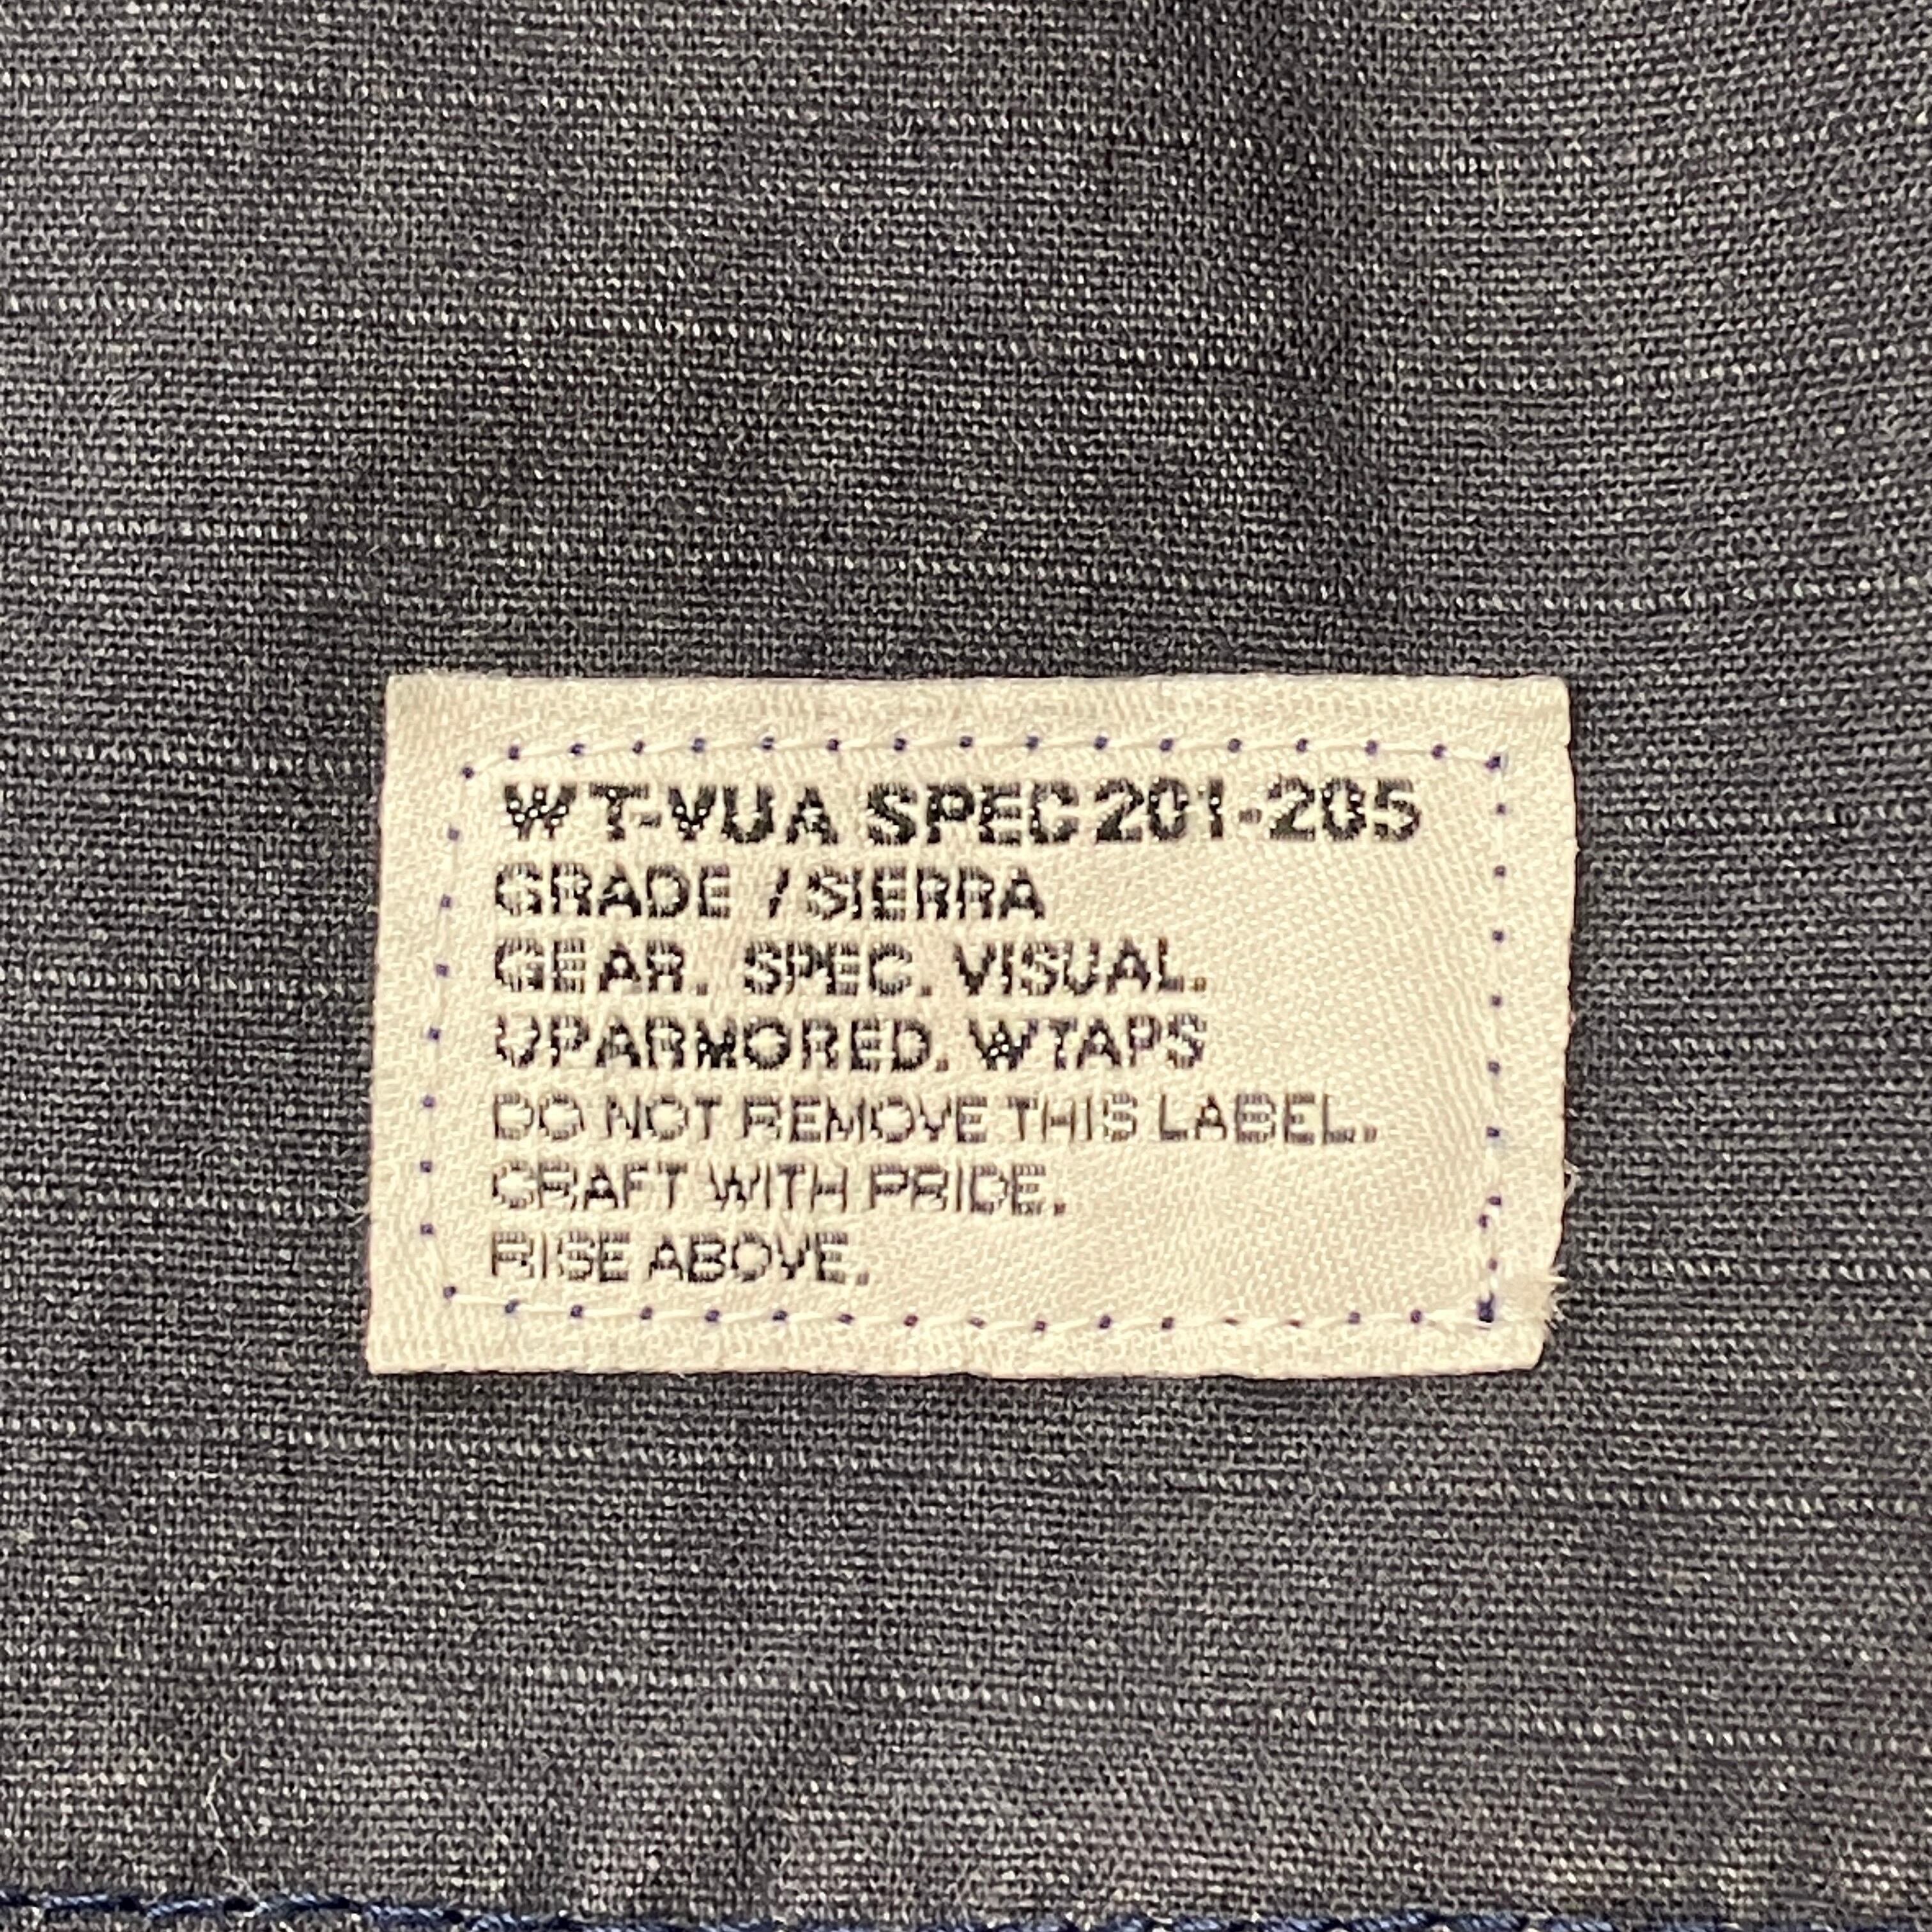 WT-VUA SPEC 201-205
GRADE / SIERRA
GEAR. SPEC. VISUAL.
UPARMORED. WTAPS
DO NOT REMOVE THIS LABEL.
CRAFT WITH PRIDE.
RISE ABOVE.